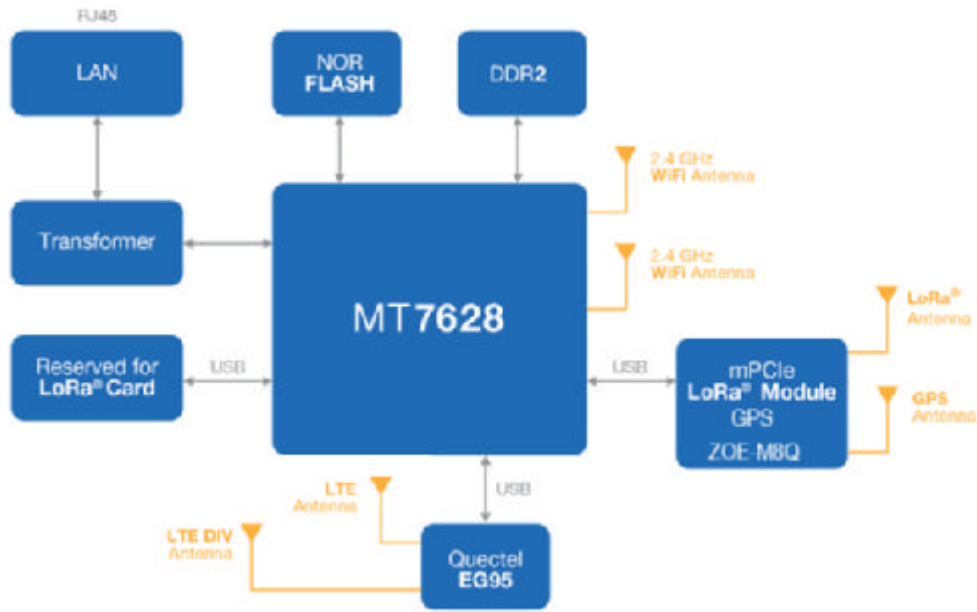 RJ45
LAN
NOR
FLASH
DDR2
2.4 GHz
WiFi Antenna
Transformer
2.4 GHz
WiFi Antenna
MT7628
LoRa®
Antenna
Reserved for
LoRa® Card
USB
USB
mPCIe
LoRa® Module
GPS
ZOE-M8Q
GPS
Antenna
LTE
Antenna
USB
LTE DIV
Antenna
Quectel
EG95